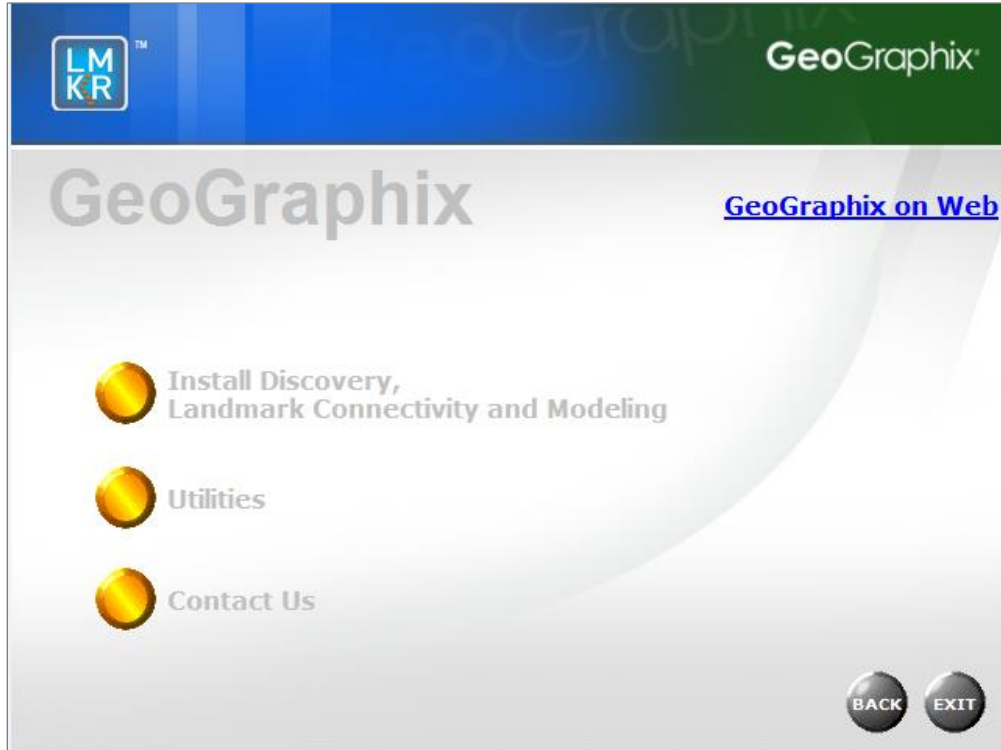 LM
KR
TM
GeoGraphix
GeoGraphix®
GeoGraphix
GeoGraphix on Web
Install Discovery,
Landmark Connectivity and Modeling
Utilities
Contact Us
BACK
EXIT